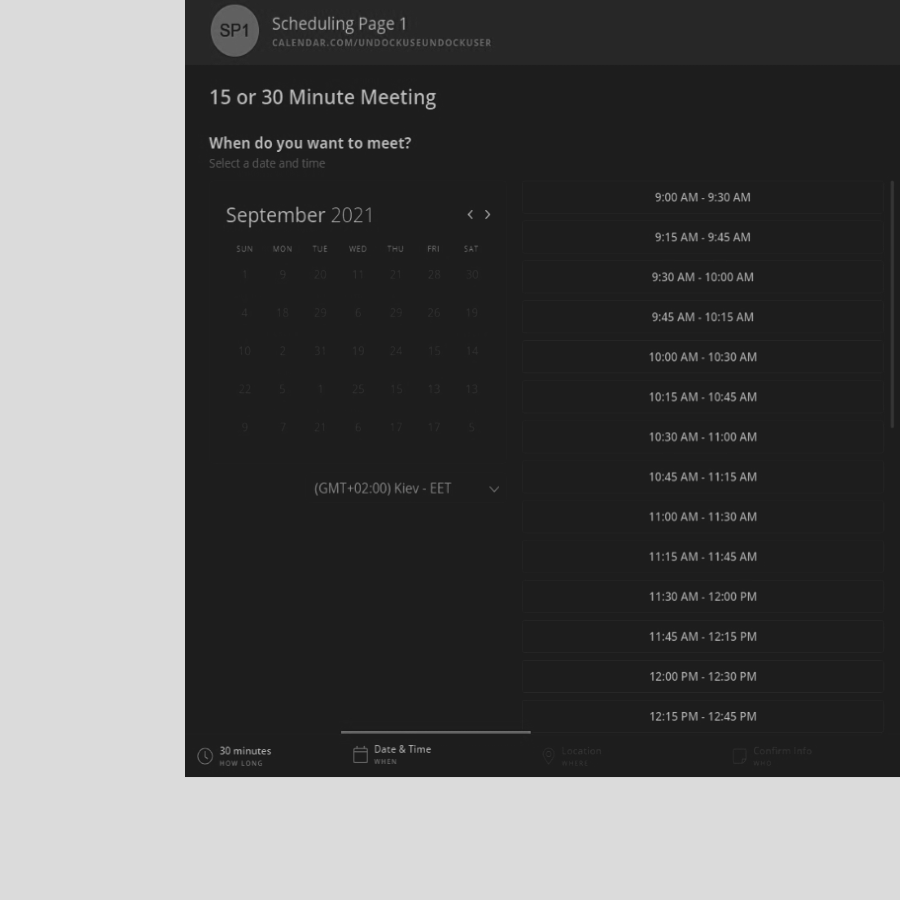 SP1
Scheduling Page 1
CALENDAR.COM/UNDOCKUSEUNDOCKUSER
15 or 30 Minute Meeting
When do you want to meet?
Select a date and time
September 2021
SUN MON TUE WED THU FRI SAT
1 9 20 11 21 28 30
4 18 29 6 29 26 19
10 2 31 19 24 15 14
22 5 1 25 15 13 13
9 7 21 6 17 17 5
(GMT+02:00) Kiev - EET
9:00 AM - 9:30 AM
9:15 AM - 9:45 AM
9:30 AM - 10:00 AM
9:45 AM - 10:15 AM
10:00 AM - 10:30 AM
10:15 AM - 10:45 AM
10:30 AM - 11:00 AM
10:45 AM - 11:15 AM
11:00 AM - 11:30 AM
11:15 AM - 11:45 AM
11:30 AM - 12:00 PM
11:45 AM - 12:15 PM
12:00 PM - 12:30 PM
12:15 PM - 12:45 PM
30 minutes
HOW LONG
Date & Time
WHEN
Location
WHERE
Confirm Info
WHO